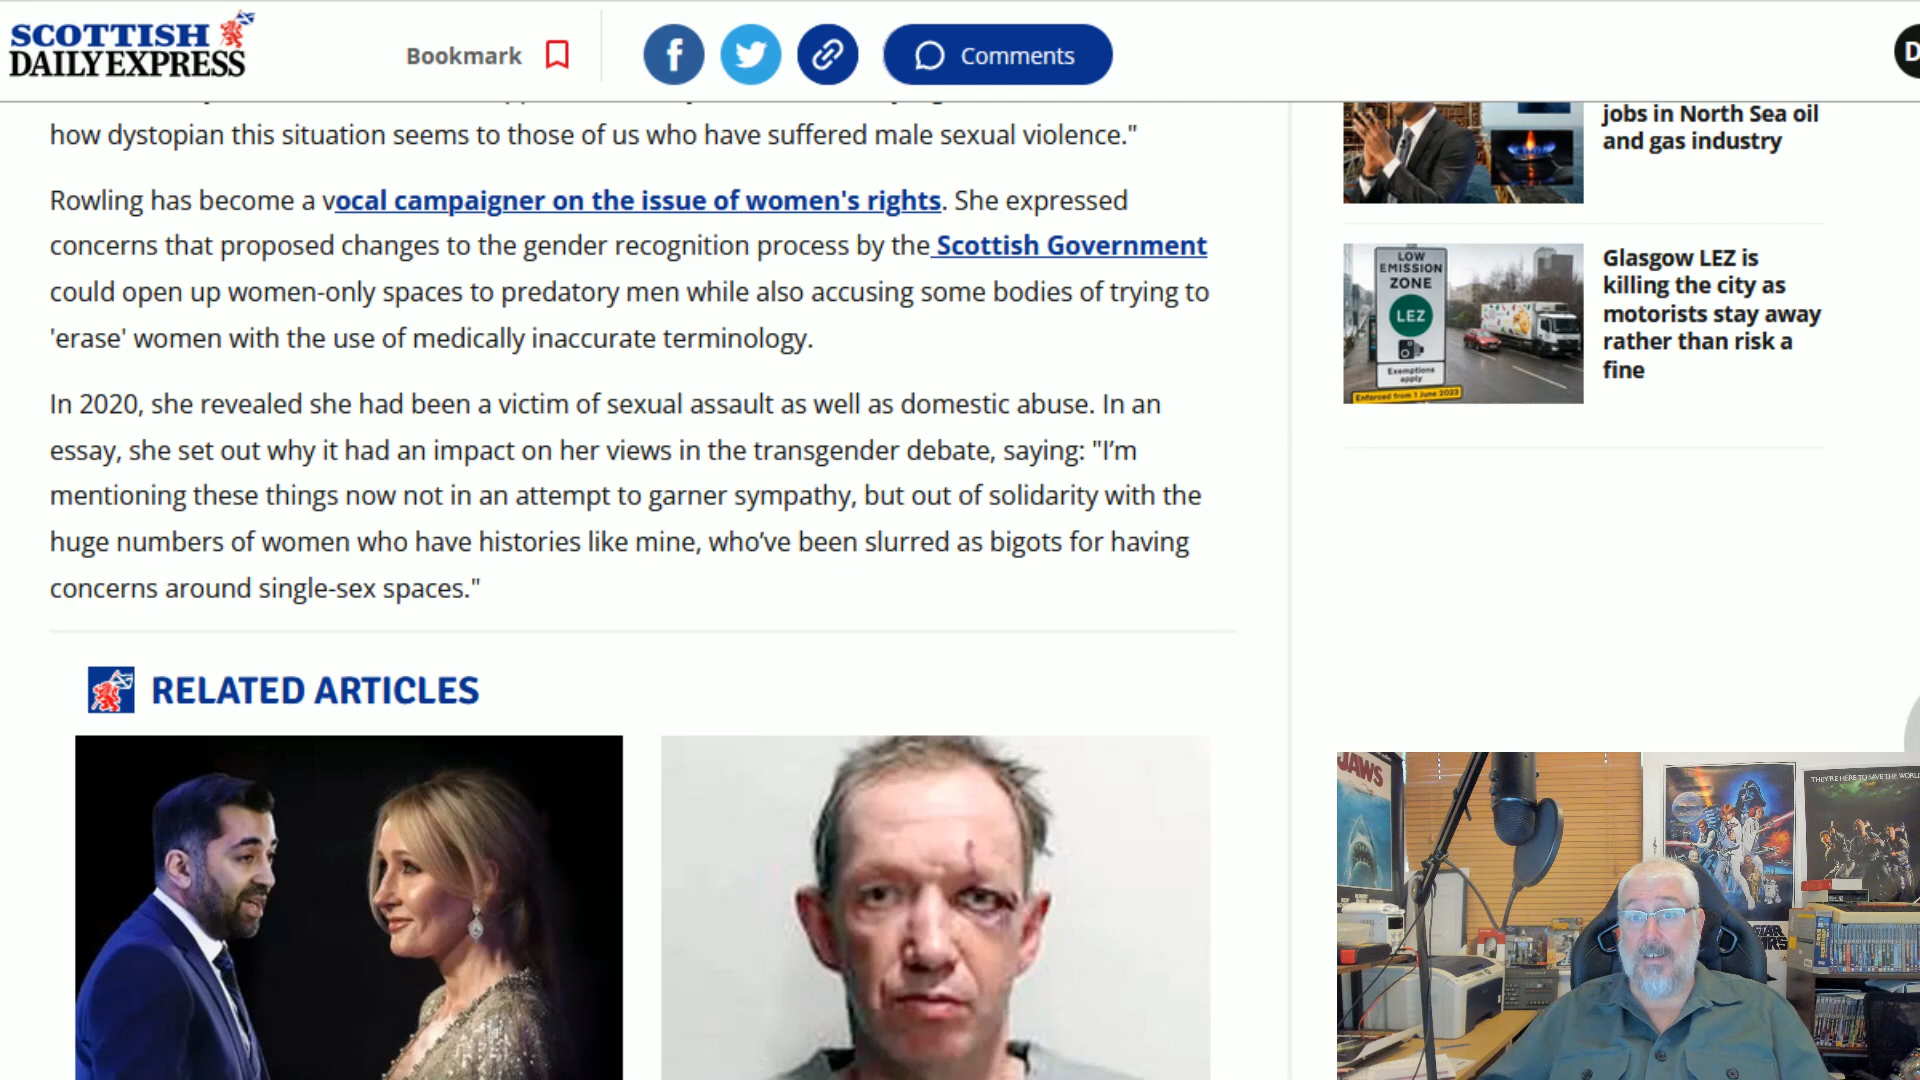 SCOTTISH
DAILY EXPRESS
Bookmark
Comments
D
how dystopian this situation seems to those of us who have suffered male sexual violence."
Rowling has become a vocal campaigner on the issue of women's rights. She expressed
concerns that proposed changes to the gender recognition process by the Scottish Government
could open up women-only spaces to predatory men while also accusing some bodies of trying to
'erase' women with the use of medically inaccurate terminology.
In 2020, she revealed she had been a victim of sexual assault as well as domestic abuse. In an
essay, she set out why it had an impact on her views in the transgender debate, saying: "I’m
mentioning these things now not in an attempt to garner sympathy, but out of solidarity with the
huge numbers of women who have histories like mine, who’ve been slurred as bigots for having
concerns around single-sex spaces."
RELATED ARTICLES
jobs in North Sea oil
and gas industry
LOW
EMISSION
ZONE
LEZ
Exemptions
apply
Enforced from 1 June 2023
Glasgow LEZ is
killing the city as
motorists stay away
rather than risk a
fine
JAWS
THEY'RE HERE TO SAVE THE WORLD
STAR
WARS